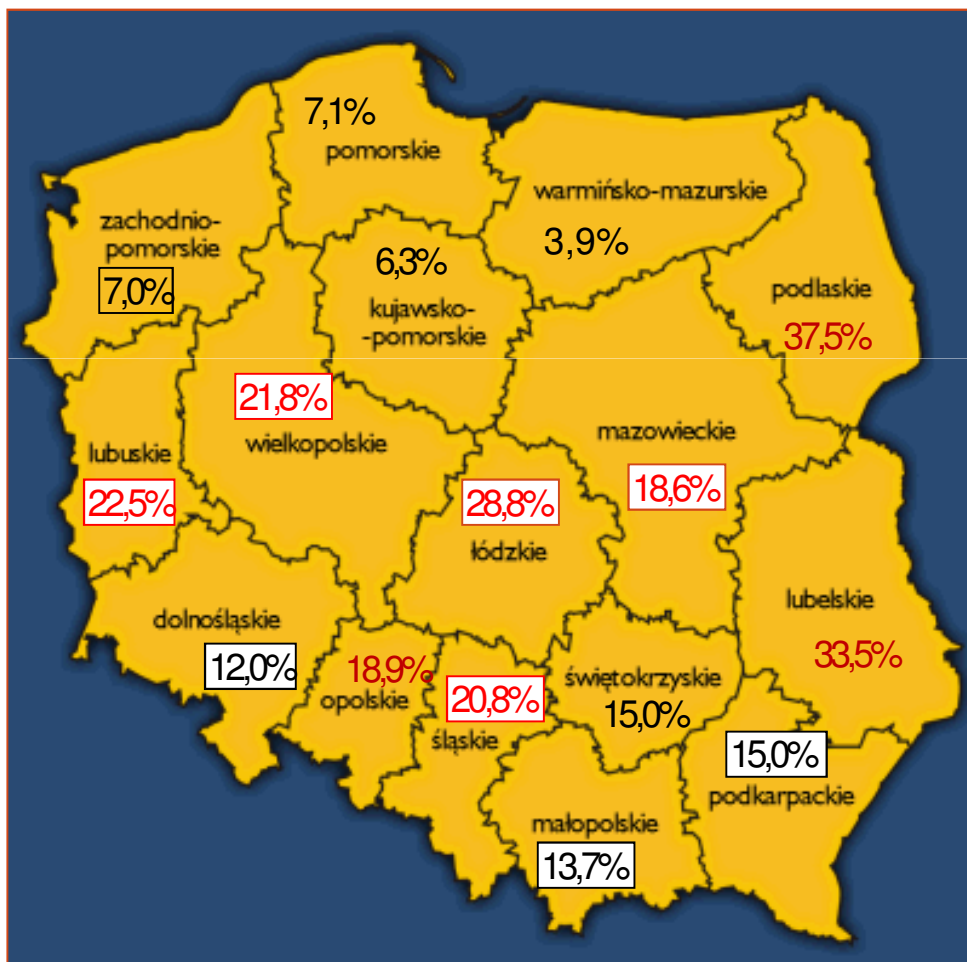 7,1%
pomorskie
warmińsko-mazurskie
3,9%
zachodnio-
pomorskie
7,0%
6,3%
kujawsko-
-pomorskie
podlaskie
37,5%
21,8%
wielkopolskie
lubuskie
22,5%
mazowieckie
18,6%
28,8%
łódzkie
lubelskie
33,5%
dolnośląskie
12,0%
18,9%
opolskie
20,8%
śląskie
świętokrzyskie
15,0%
15,0%
podkarpackie
małopolskie
13,7%